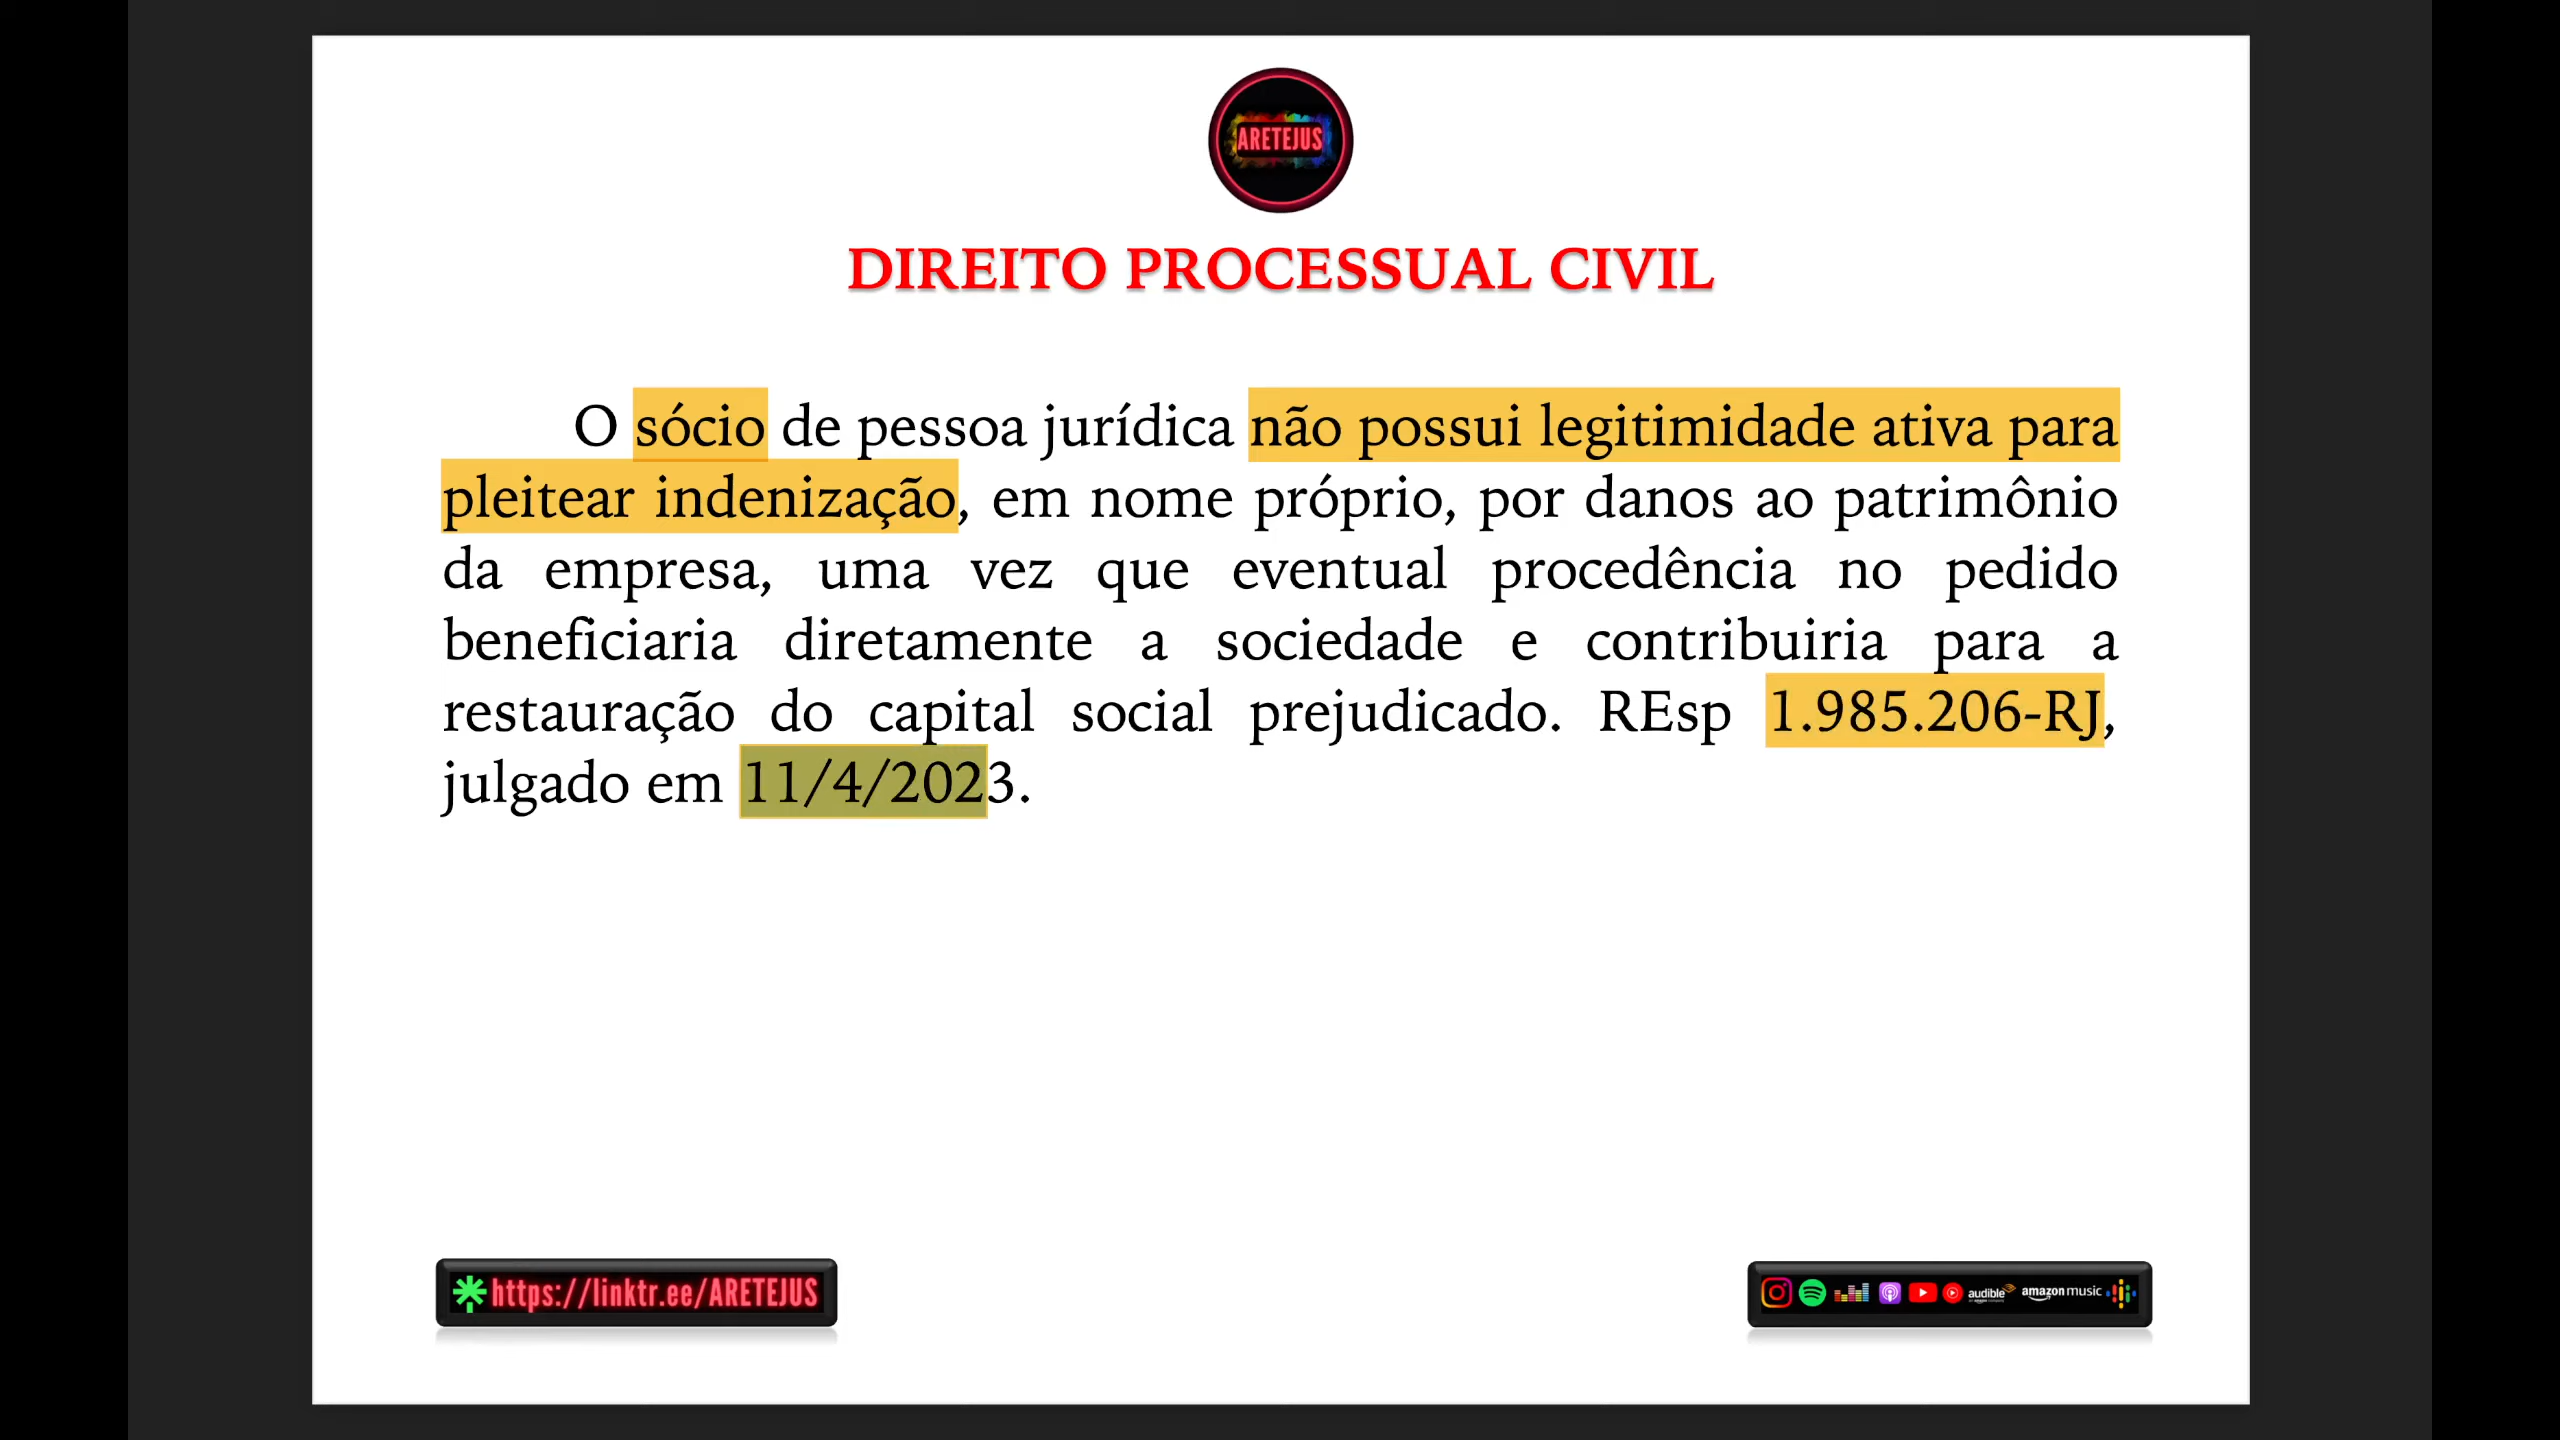 ARETEJUS
DIREITO PROCESSUAL CIVIL
O sócio de pessoa jurídica não possui legitimidade ativa para
pleitear indenização, em nome próprio, por danos ao patrimônio
da empresa, uma vez que eventual procedência no pedido
beneficiaria diretamente a sociedade e contribuiria para a
restauração do capital social prejudicado. REsp 1.985.206-RJ,
julgado em 11/4/2023.
https://linktr.ee/ARETEJUS
audible amazon music